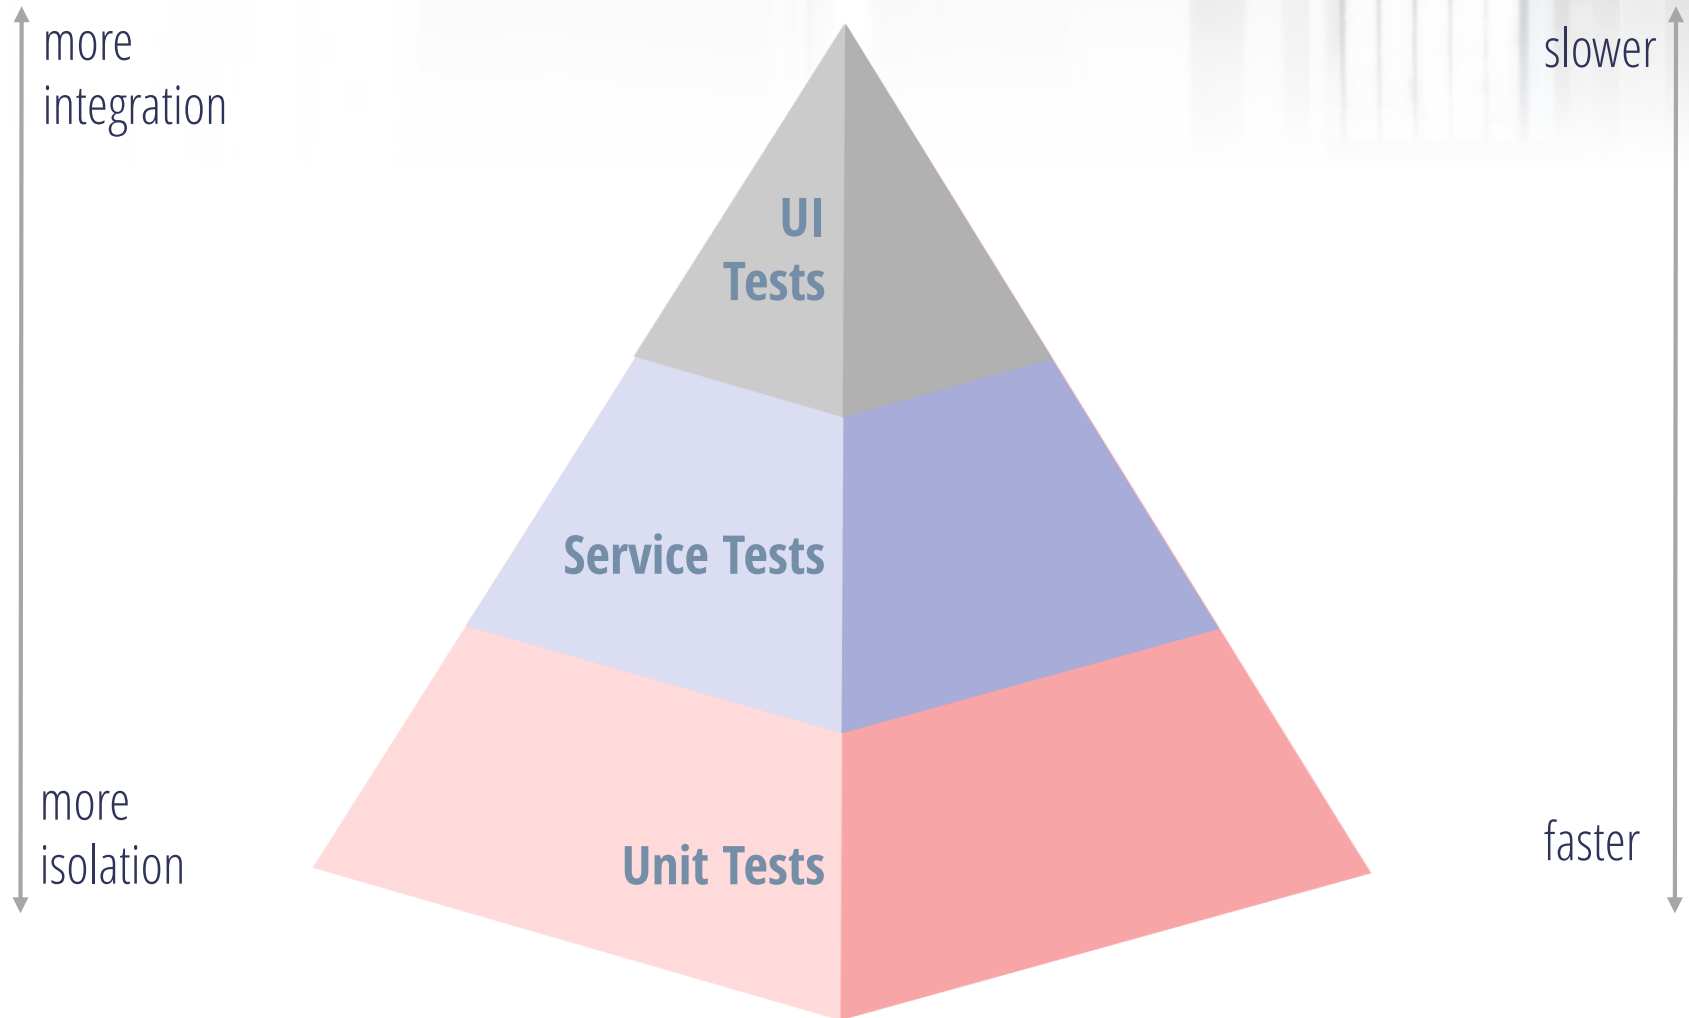 more
integration
slower
UI
Tests
Service Tests
more
isolation
Unit Tests
faster